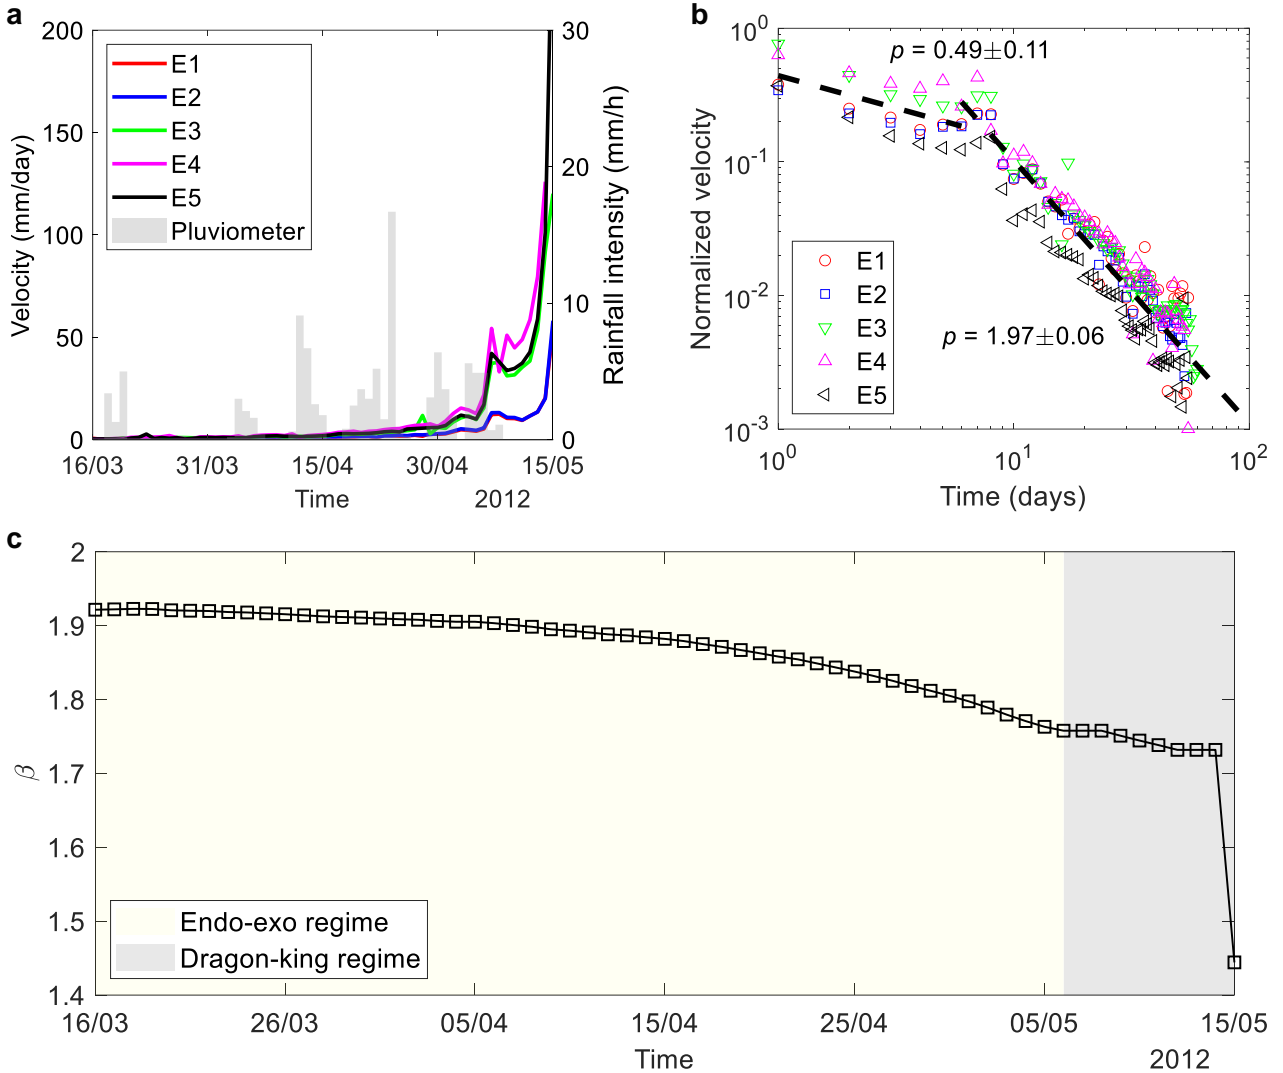 a
200
150
100
50
0
Velocity (mm/day)
E1
E2
E3
E4
E5
Pluviometer
30
20
10
0
Rainfall intensity (mm/h)
16/03 31/03 15/04 30/04 15/05
Time 2012
b
10^0
10^-1
10^-2
10^-3
Normalized velocity
p = 0.49±0.11
p = 1.97±0.06
E1
E2
E3
E4
E5
10^0 10^1 10^2
Time (days)
c
2
1.9
1.8
1.7
1.6
1.5
1.4
β
Endo-exo regime
Dragon-king regime
16/03 26/03 05/04 15/04 25/04 05/05 15/05
Time 2012